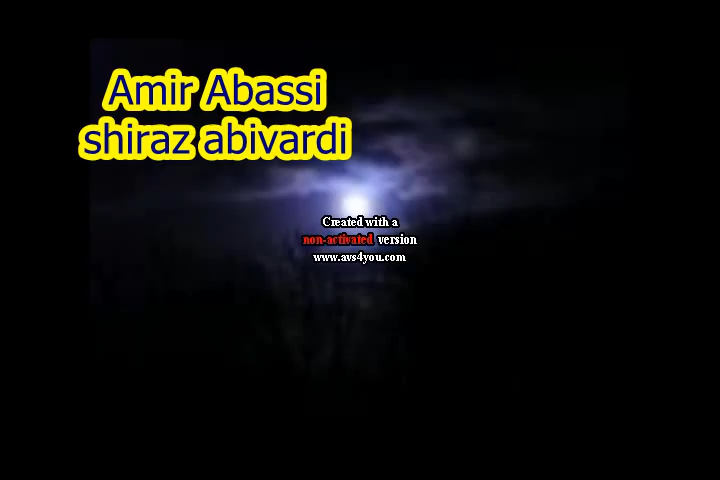 Amir Abassi
shiraz abivardi
Created with a
non-activated version
www.avs4you.com